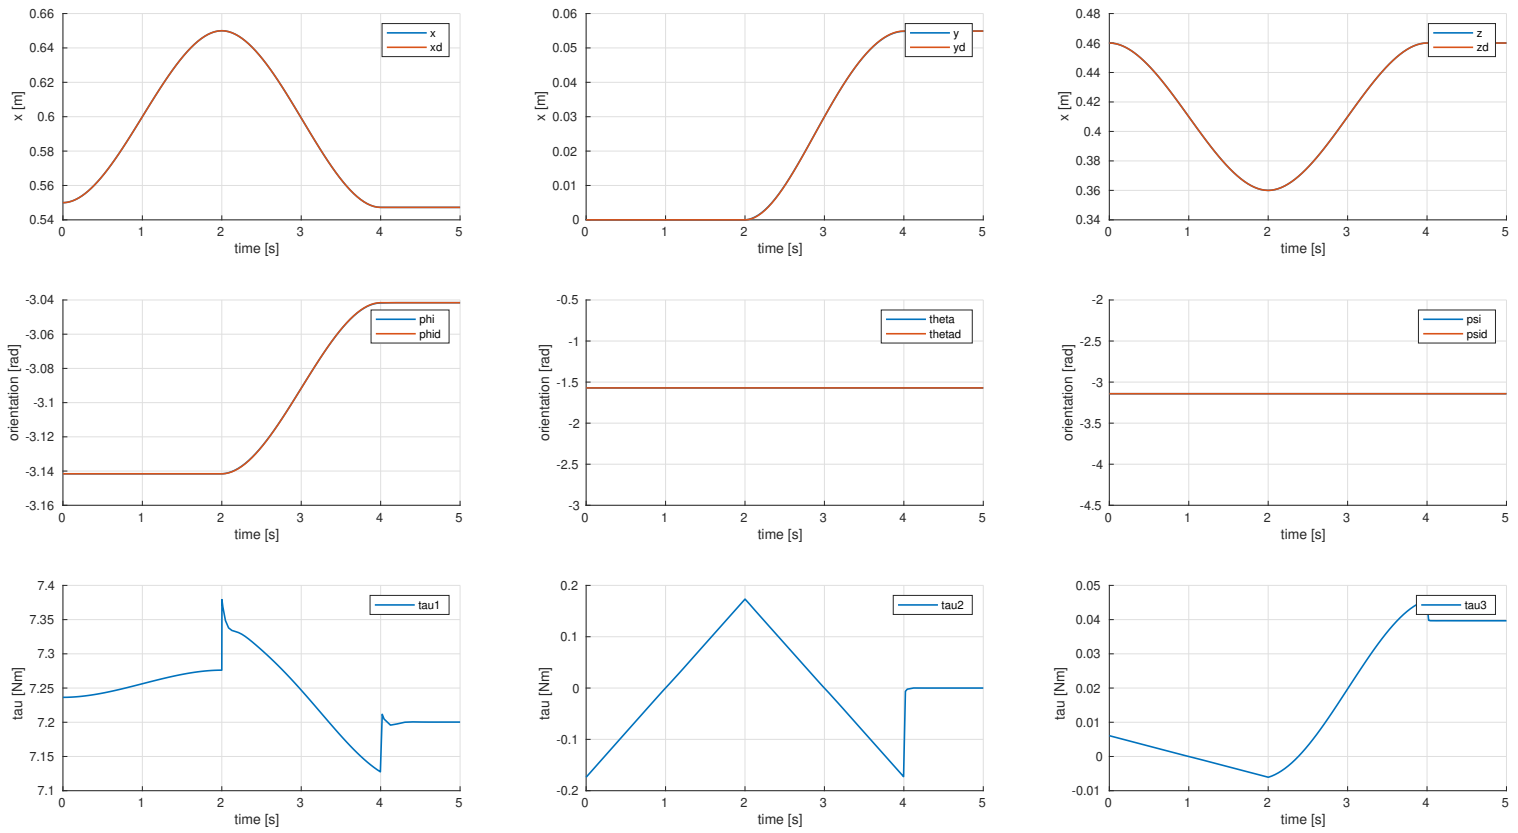 0.66
0.64
0.62
0.6
0.58
0.56
0.54
x [m]
x
xd
0 1 2 3 4 5
time [s]
0.06
0.05
0.04
0.03
0.02
0.01
0
x [m]
y
yd
0 1 2 3 4 5
time [s]
0.48
0.46
0.44
0.42
0.4
0.38
0.36
0.34
x [m]
z
zd
0 1 2 3 4 5
time [s]
-3.04
-3.06
-3.08
-3.1
-3.12
-3.14
-3.16
orientation [rad]
phi
phid
0 1 2 3 4 5
time [s]
-0.5
-1
-1.5
-2
-2.5
-3
orientation [rad]
theta
thetad
0 1 2 3 4 5
time [s]
-2
-2.5
-3
-3.5
-4
-4.5
orientation [rad]
psi
psid
0 1 2 3 4 5
time [s]
7.4
7.35
7.3
7.25
7.2
7.15
7.1
tau [Nm]
tau1
0 1 2 3 4 5
time [s]
0.2
0.1
0
-0.1
-0.2
tau [Nm]
tau2
0 1 2 3 4 5
time [s]
0.05
0.04
0.03
0.02
0.01
0
-0.01
tau [Nm]
tau3
0 1 2 3 4 5
time [s]